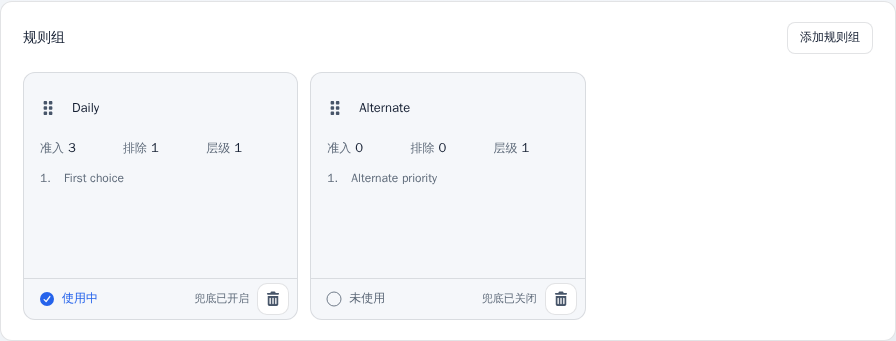 规则组
添加规则组
Daily
准入 3 排除 1 层级 1
1. First choice
使用中 兜底已开启
Alternate
准入 0 排除 0 层级 1
1. Alternate priority
未使用 兜底已关闭